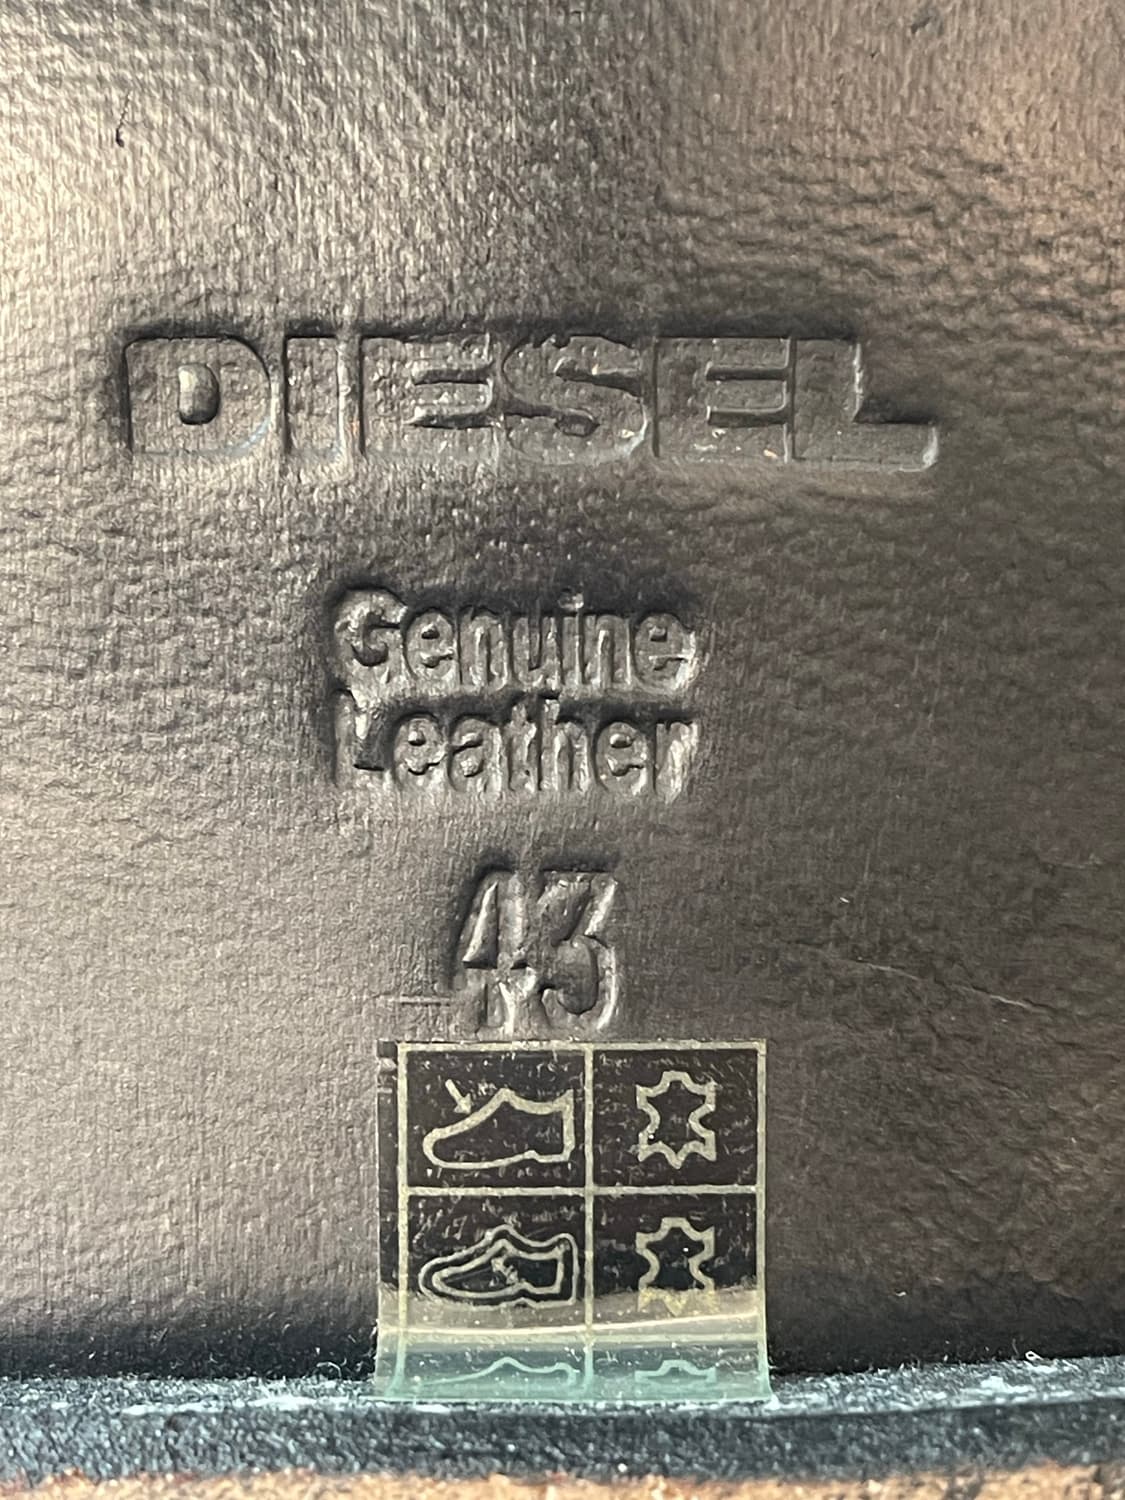 DIESEL
Genuine
Leather
43